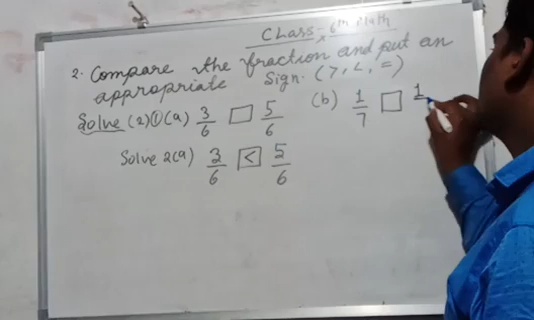 CLass- 6th Math
2. Compare the fraction and put an
appropriate Sign. (>, <, =)
Solve (2)①(a) 3/6 □ 5/6 (b) 1/7 □ 1
Solve 2(a) 3/6 < 5/6